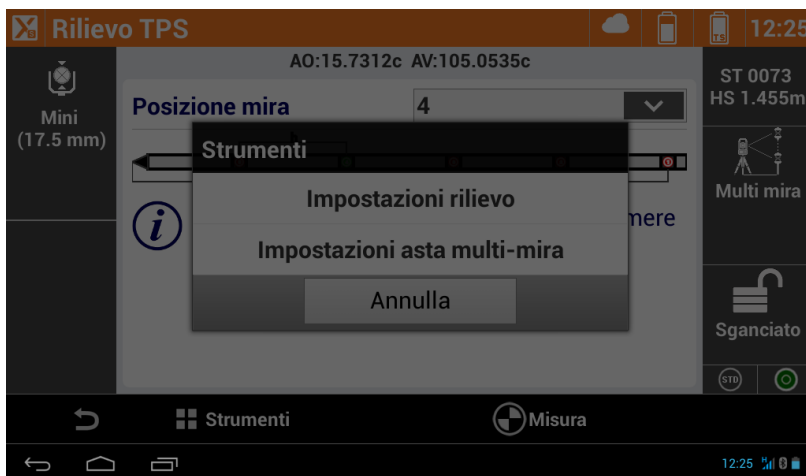 Rilievo TPS
12:25
AO:15.7312c AV:105.0535c
Mini
(17.5 mm)
Posizione mira
4
ST 0073
HS 1.455m
Multi mira
Sganciato
STD
TS
i
mere
Strumenti
Impostazioni rilievo
Impostazioni asta multi-mira
Annulla
Strumenti
Misura
12:25